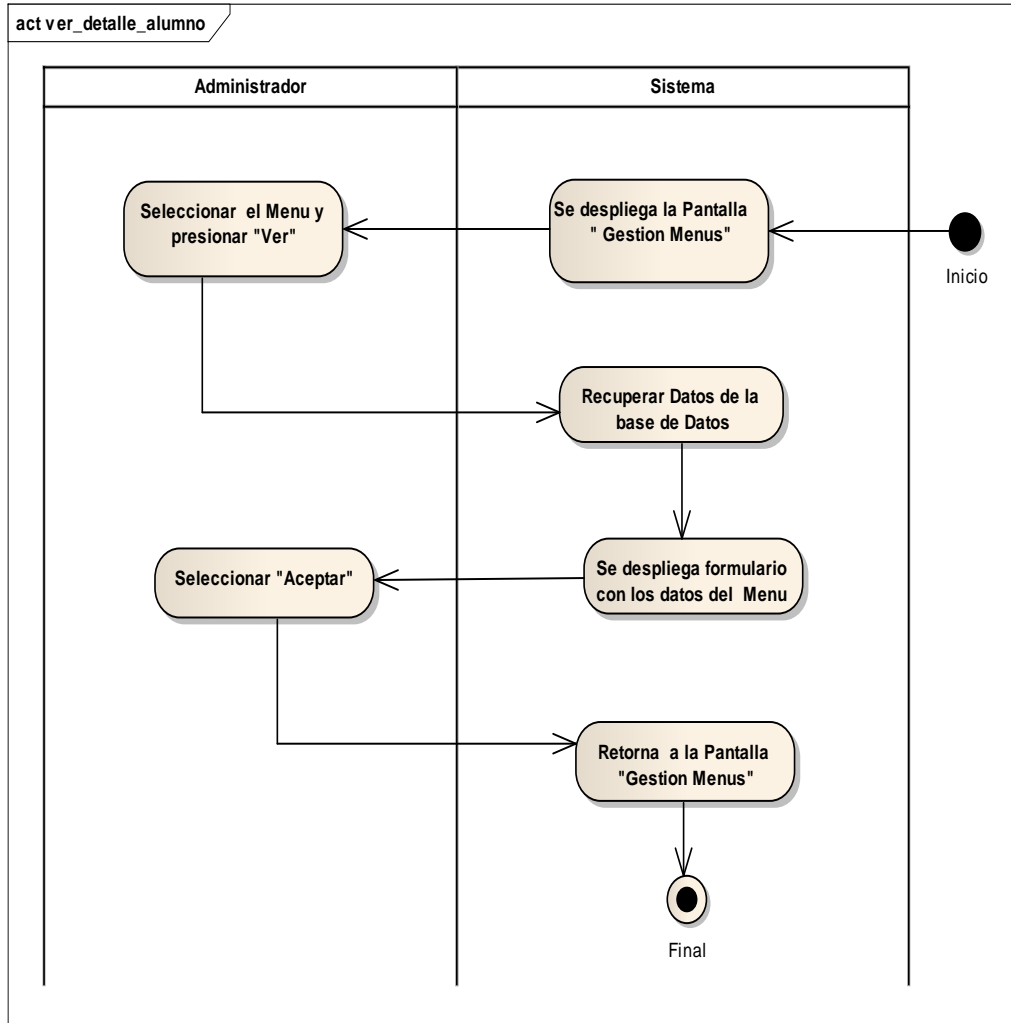 act ver_detalle_alumno
Administrador
Sistema
Seleccionar el Menu y
presionar "Ver"
Se despliega la Pantalla
" Gestion Menus"
Inicio
Recuperar Datos de la
base de Datos
Seleccionar "Aceptar"
Se despliega formulario
con los datos del Menu
Retorna a la Pantalla
"Gestion Menus"
Final